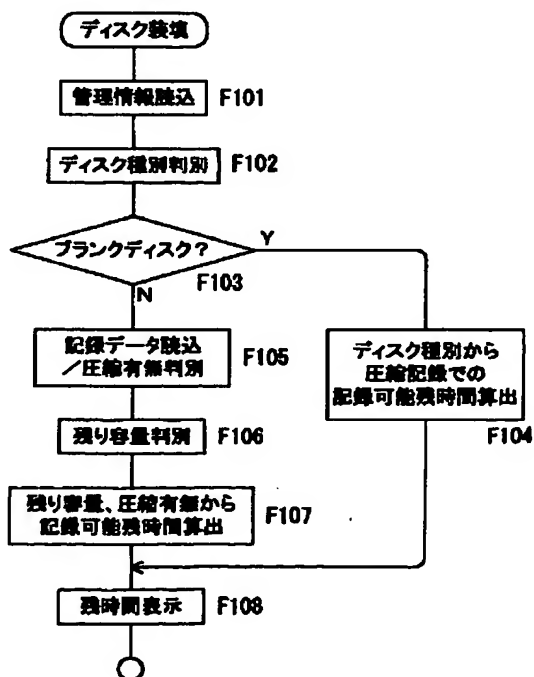 ディスク装填
管理情報読込 F101
ディスク種別判別 F102
ブランクディスク? Y
N F103
記録データ読込
/圧縮有無判別 F105
ディスク種別から
圧縮記録での
記録可能残時間算出
F104
残り容量判別 F106
残り容量、圧縮有無から
記録可能残時間算出 F107
残時間表示 F108